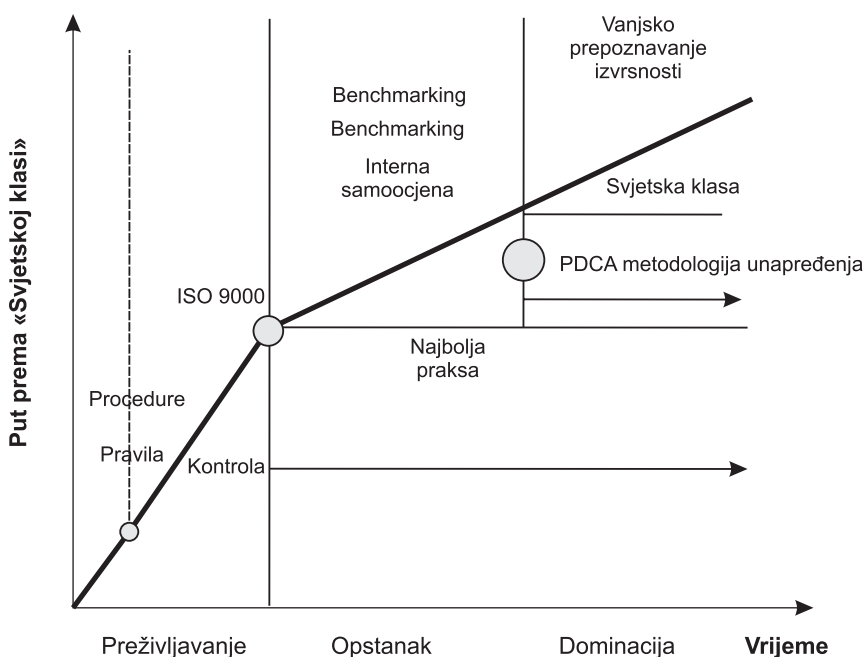 Vanjsko
prepoznavanje
izvrsnosti
Benchmarking
Benchmarking
Interna
samoocjena
Svjetska klasa
PDCA metodologija unapređenja
ISO 9000
Najbolja
praksa
Procedure
Pravila
Kontrola
Put prema «Svjetskoj klasi»
Preživljavanje
Opstanak
Dominacija
Vrijeme